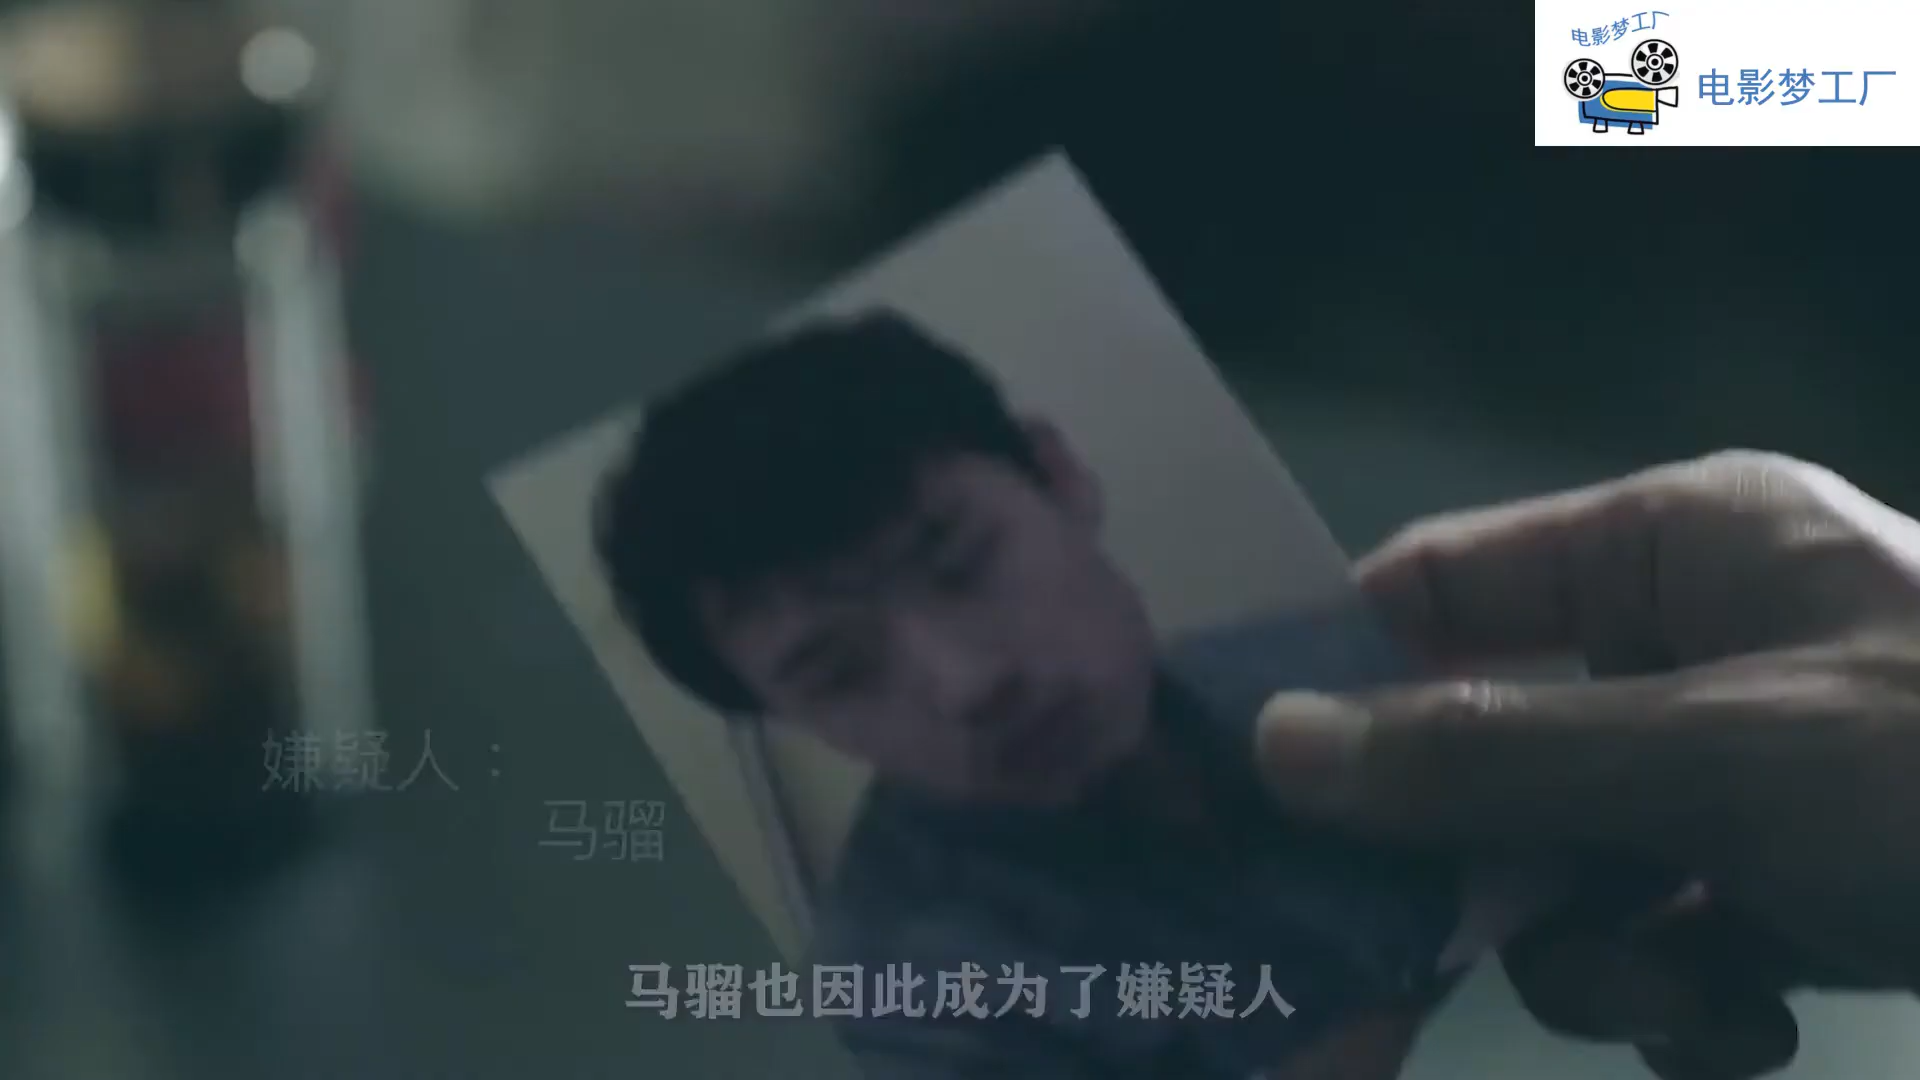 电影梦工厂
电影梦工厂
嫌疑人：
马骝
马骝也因此成为了嫌疑人